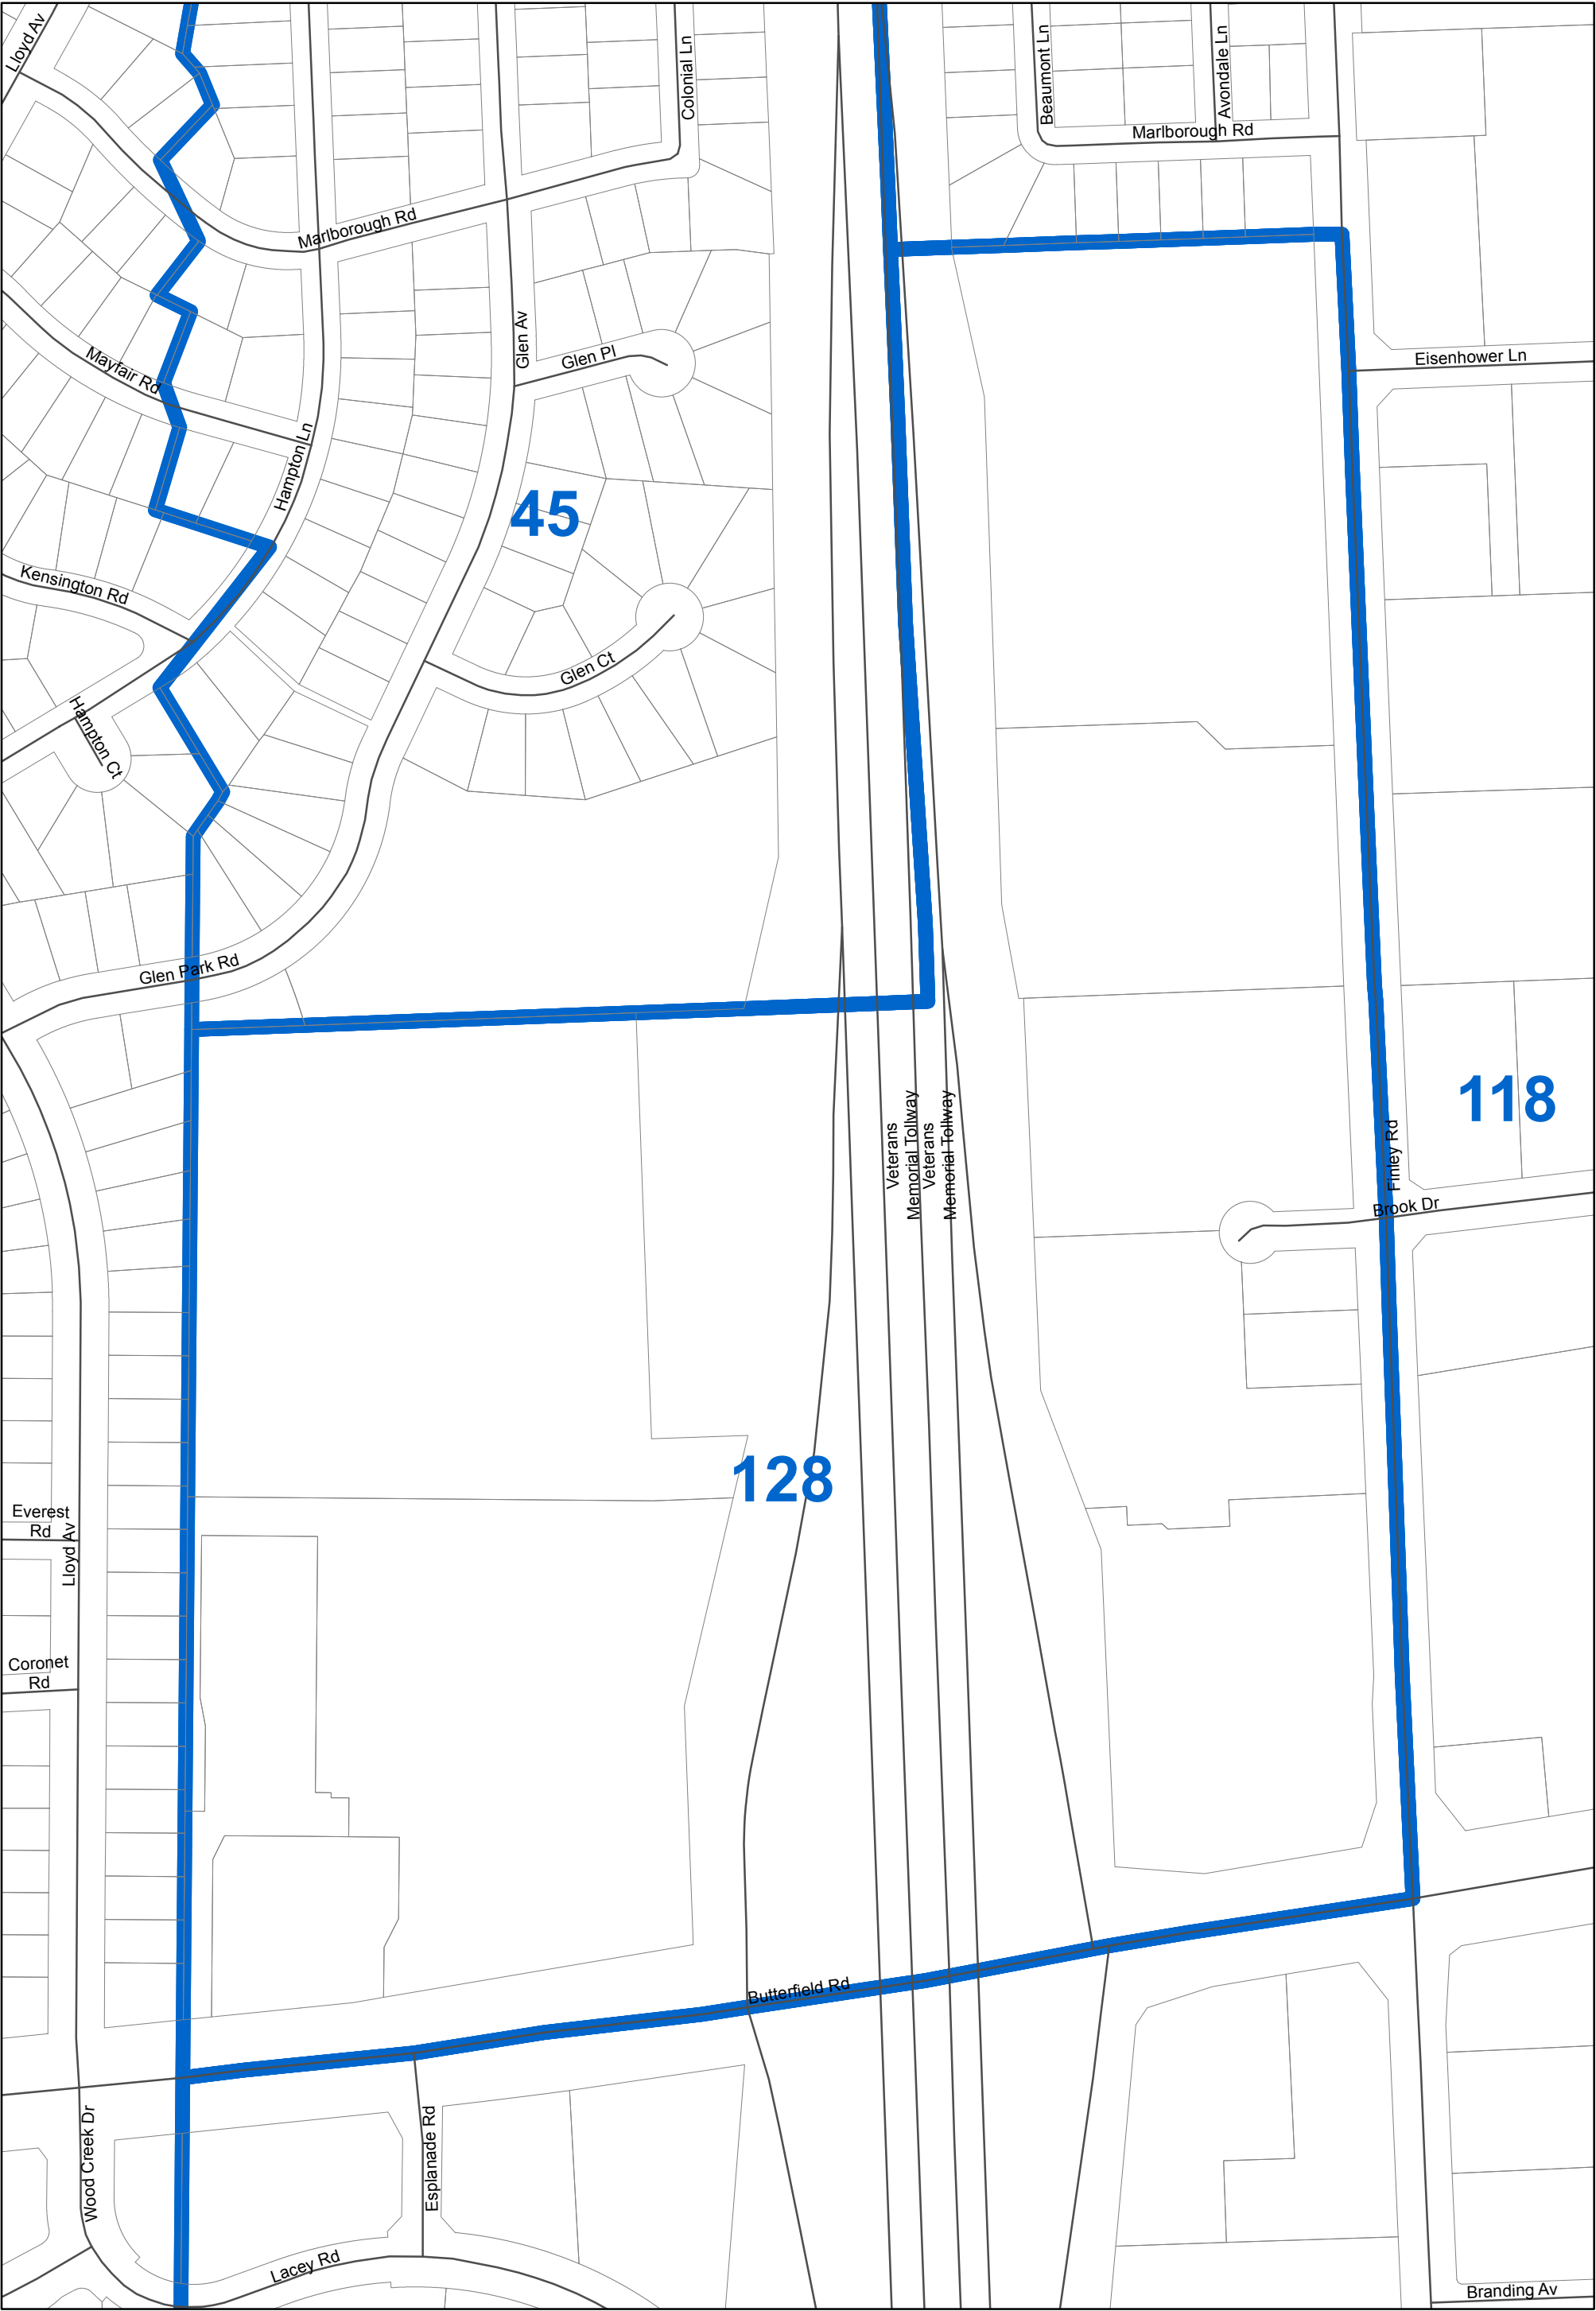 Lloyd Av
Colonial Ln
Beaumont Ln
Avondale Ln
Marlborough Rd
Marlborough Rd
Glen Av
Glen Pl
Eisenhower Ln
Mayfair Rd
Hampton Ln
45
Kensington Rd
Glen Ct
Hampton Ct
Glen Park Rd
118
Veterans
Memorial Tollway
Veterans
Memorial Tollway
Finley Rd
Brook Dr
128
Everest
Rd
Lloyd Av
Coronet
Rd
Butterfield Rd
Wood Creek Dr
Esplanade Rd
Lacey Rd
Branding Av